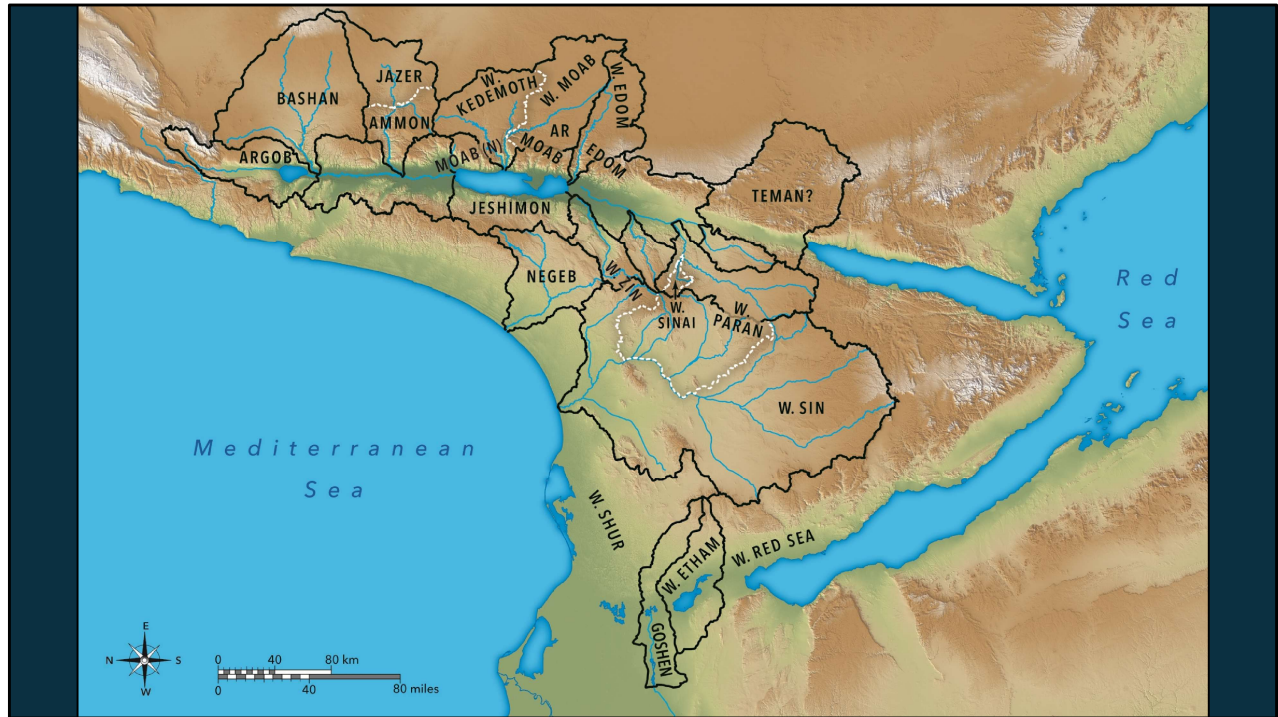 BASHAN
JAZER
AMMON
ARGOB
W.
KEDEMOTH
W. MOAB
W. EDOM
MOAB (N)
AR
MOAB
EDOM
TEMAN?
JESHIMON
NEGEB
W. ZIN
W.
SINAI
W.
PARAN
W. SIN
Red
Sea
Mediterranean
Sea
W. SHUR
W. ETHAM
W. RED SEA
GOSHEN
E
N
S
W
0 40 80 km
0 40 80 miles